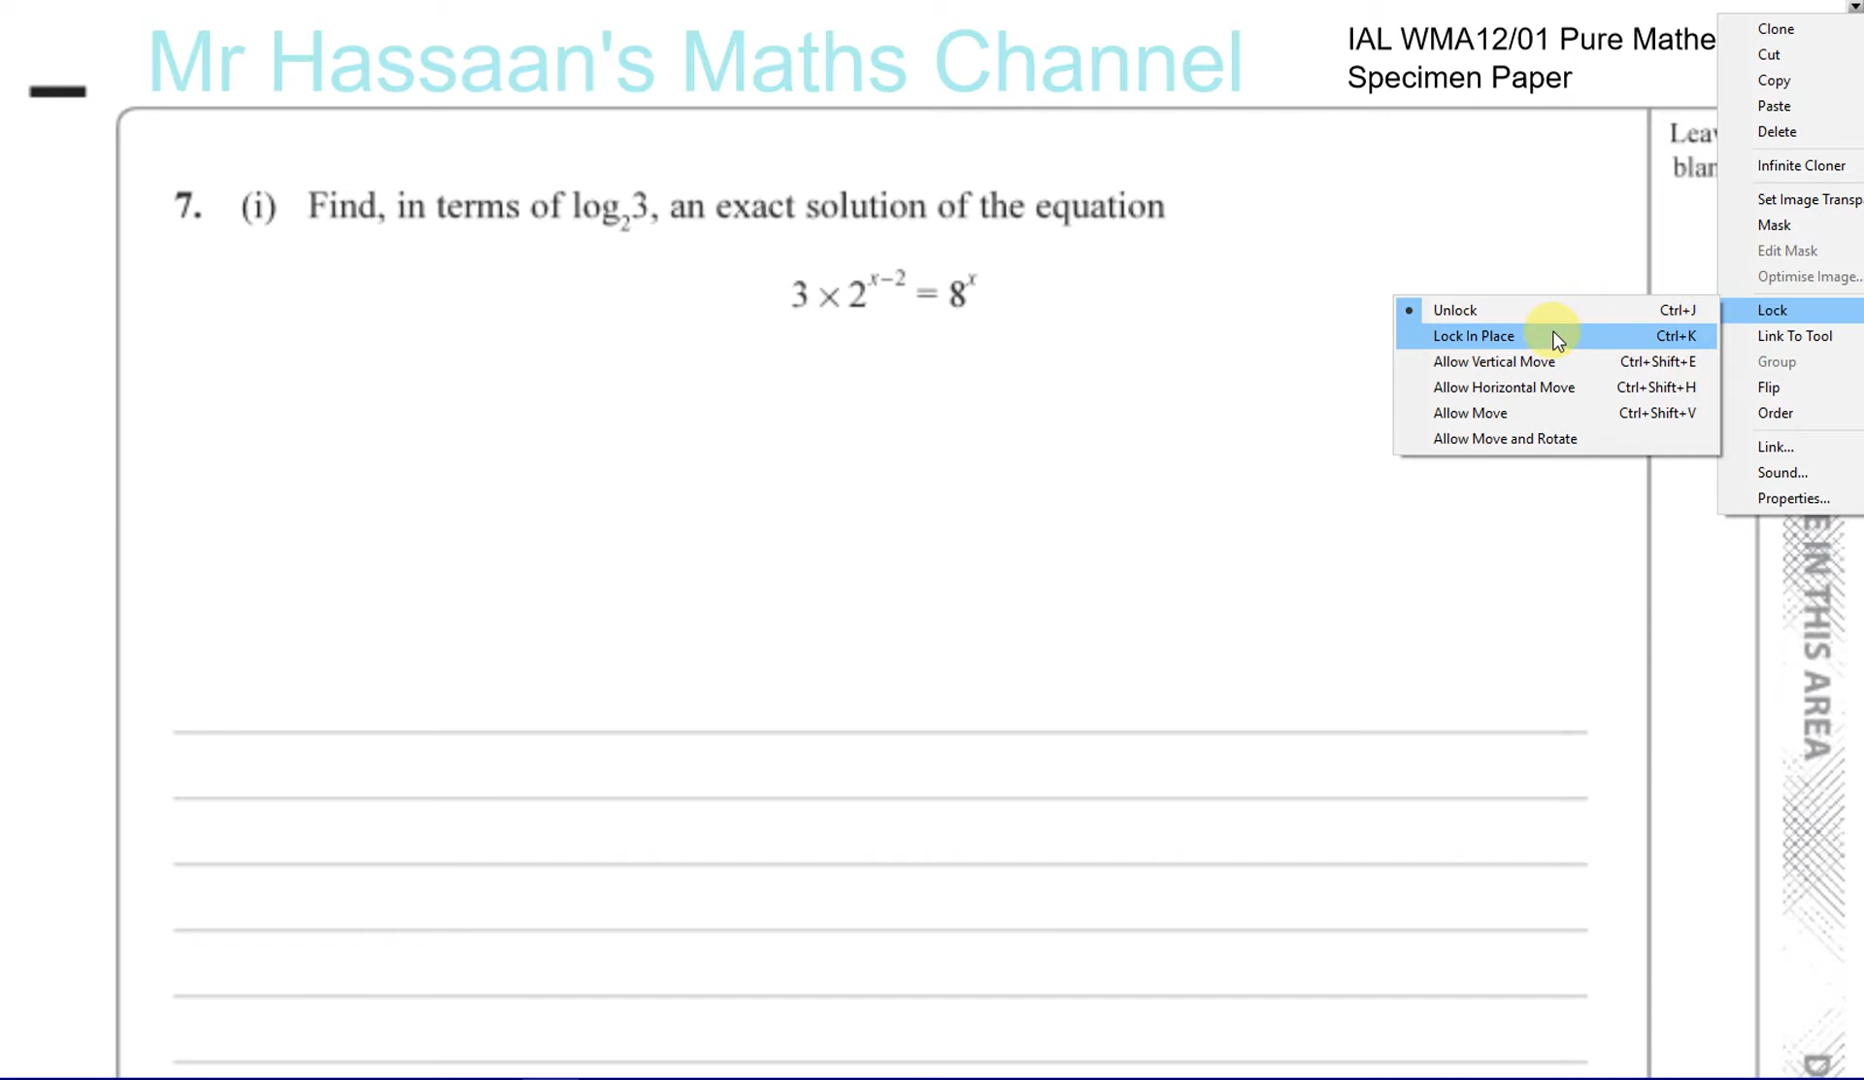 Mr Hassaan's Maths Channel
IAL WMA12/01 Pure Mathe
Specimen Paper
Leav
blan
7. (i) Find, in terms of log₂3, an exact solution of the equation
3 × 2ˣ⁻² = 8ˣ
Clone
Cut
Copy
Paste
Delete
Infinite Cloner
Set Image Transp
Mask
Edit Mask
Optimise Image...
Lock
Link To Tool
Group
Flip
Order
Link...
Sound...
Properties...
Unlock Ctrl+J
Lock In Place Ctrl+K
Allow Vertical Move Ctrl+Shift+E
Allow Horizontal Move Ctrl+Shift+H
Allow Move Ctrl+Shift+V
Allow Move and Rotate
E IN THIS AREA
D